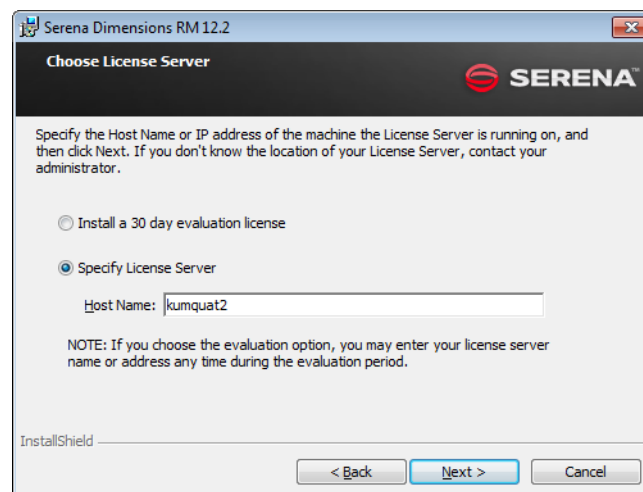 Serena Dimensions RM 12.2
Choose License Server
SERENA™
Specify the Host Name or IP address of the machine the License Server is running on, and
then click Next. If you don't know the location of your License Server, contact your
administrator.
Install a 30 day evaluation license
Specify License Server
Host Name: kumquat2
NOTE: If you choose the evaluation option, you may enter your license server
name or address any time during the evaluation period.
InstallShield
< Back Next > Cancel